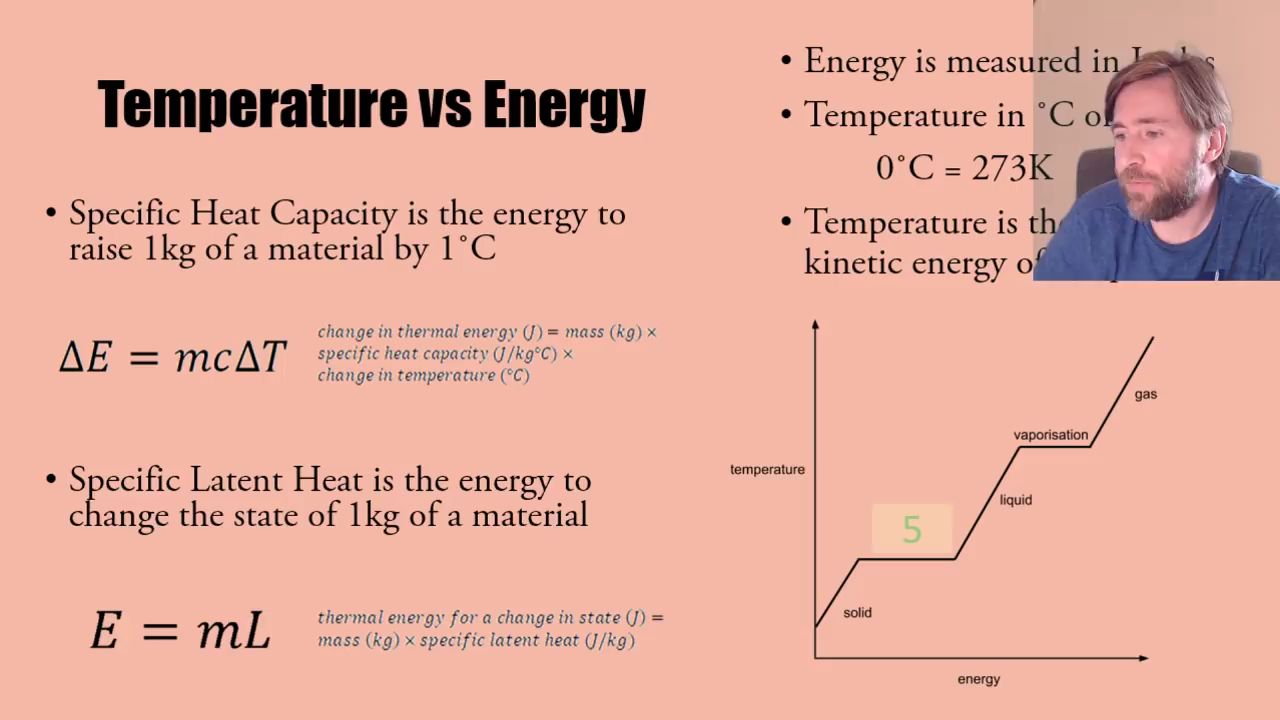 Temperature vs Energy
• Specific Heat Capacity is the energy to
raise 1kg of a material by 1˚C
ΔE = mcΔT
change in thermal energy (J) = mass (kg) ×
specific heat capacity (J/kg°C) ×
change in temperature (°C)
• Specific Latent Heat is the energy to
change the state of 1kg of a material
E = mL
thermal energy for a change in state (J) =
mass (kg) × specific latent heat (J/kg)
• Energy is measured in
• Temperature in ˚C
0˚C = 273K
• Temperature is
kinetic energy
gas
vaporisation
temperature
liquid
5
solid
energy